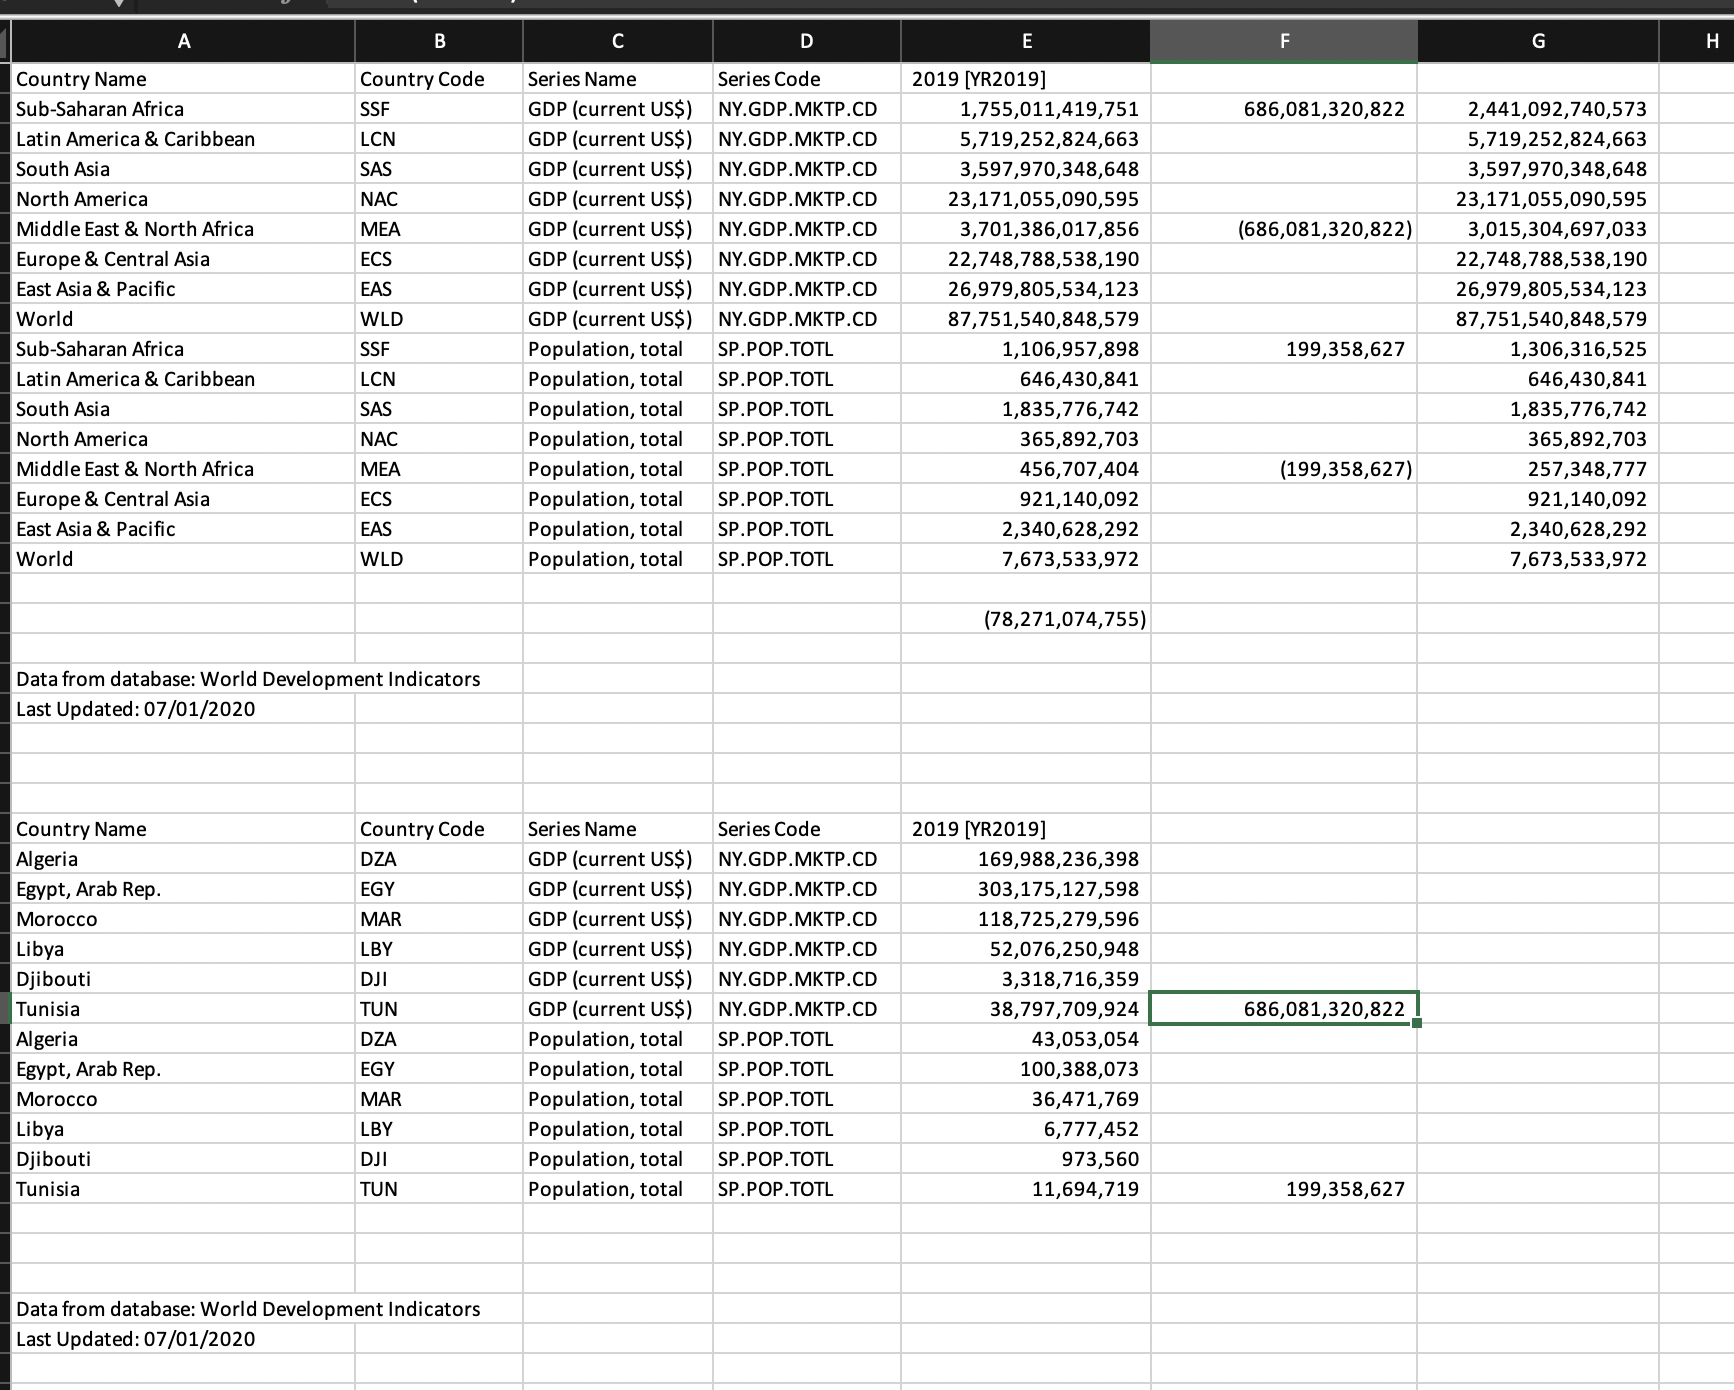 A B C D E F G H
Country Name Country Code Series Name Series Code 2019 [YR2019]
Sub-Saharan Africa SSF GDP (current US$) NY.GDP.MKTP.CD 1,755,011,419,751 686,081,320,822 2,441,092,740,573
Latin America & Caribbean LCN GDP (current US$) NY.GDP.MKTP.CD 5,719,252,824,663 5,719,252,824,663
South Asia SAS GDP (current US$) NY.GDP.MKTP.CD 3,597,970,348,648 3,597,970,348,648
North America NAC GDP (current US$) NY.GDP.MKTP.CD 23,171,055,090,595 23,171,055,090,595
Middle East & North Africa MEA GDP (current US$) NY.GDP.MKTP.CD 3,701,386,017,856 (686,081,320,822) 3,015,304,697,033
Europe & Central Asia ECS GDP (current US$) NY.GDP.MKTP.CD 22,748,788,538,190 22,748,788,538,190
East Asia & Pacific EAS GDP (current US$) NY.GDP.MKTP.CD 26,979,805,534,123 26,979,805,534,123
World WLD GDP (current US$) NY.GDP.MKTP.CD 87,751,540,848,579 87,751,540,848,579
Sub-Saharan Africa SSF Population, total SP.POP.TOTL 1,106,957,898 199,358,627 1,306,316,525
Latin America & Caribbean LCN Population, total SP.POP.TOTL 646,430,841 646,430,841
South Asia SAS Population, total SP.POP.TOTL 1,835,776,742 1,835,776,742
North America NAC Population, total SP.POP.TOTL 365,892,703 365,892,703
Middle East & North Africa MEA Population, total SP.POP.TOTL 456,707,404 (199,358,627) 257,348,777
Europe & Central Asia ECS Population, total SP.POP.TOTL 921,140,092 921,140,092
East Asia & Pacific EAS Population, total SP.POP.TOTL 2,340,628,292 2,340,628,292
World WLD Population, total SP.POP.TOTL 7,673,533,972 7,673,533,972
(78,271,074,755)
Data from database: World Development Indicators
Last Updated: 07/01/2020
Country Name Country Code Series Name Series Code 2019 [YR2019]
Algeria DZA GDP (current US$) NY.GDP.MKTP.CD 169,988,236,398
Egypt, Arab Rep. EGY GDP (current US$) NY.GDP.MKTP.CD 303,175,127,598
Morocco MAR GDP (current US$) NY.GDP.MKTP.CD 118,725,279,596
Libya LBY GDP (current US$) NY.GDP.MKTP.CD 52,076,250,948
Djibouti DJI GDP (current US$) NY.GDP.MKTP.CD 3,318,716,359
Tunisia TUN GDP (current US$) NY.GDP.MKTP.CD 38,797,709,924 686,081,320,822
Algeria DZA Population, total SP.POP.TOTL 43,053,054
Egypt, Arab Rep. EGY Population, total SP.POP.TOTL 100,388,073
Morocco MAR Population, total SP.POP.TOTL 36,471,769
Libya LBY Population, total SP.POP.TOTL 6,777,452
Djibouti DJI Population, total SP.POP.TOTL 973,560
Tunisia TUN Population, total SP.POP.TOTL 11,694,719 199,358,627
Data from database: World Development Indicators
Last Updated: 07/01/2020